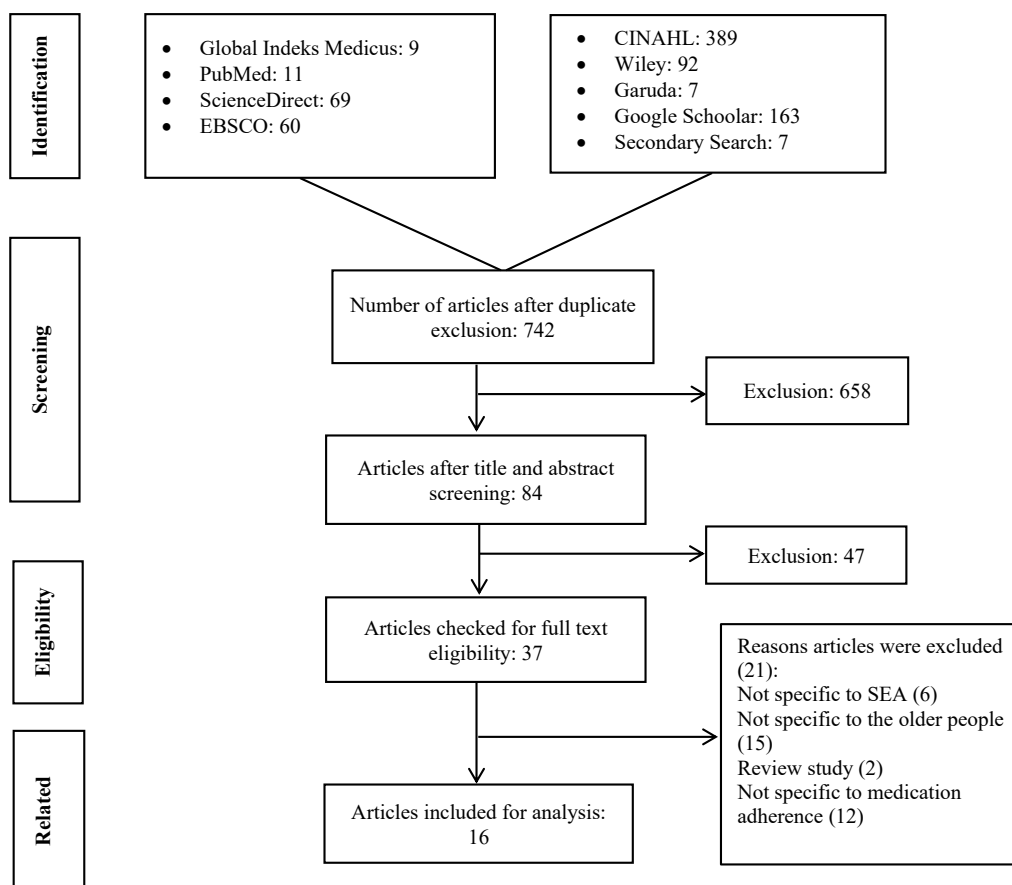 Identification
• Global Indeks Medicus: 9
• PubMed: 11
• ScienceDirect: 69
• EBSCO: 60
• CINAHL: 389
• Wiley: 92
• Garuda: 7
• Google Schoolar: 163
• Secondary Search: 7
Screening
Number of articles after duplicate
exclusion: 742
Exclusion: 658
Articles after title and abstract
screening: 84
Exclusion: 47
Eligibility
Articles checked for full text
eligibility: 37
Reasons articles were excluded
(21):
Not specific to SEA (6)
Not specific to the older people
(15)
Review study (2)
Not specific to medication
adherence (12)
Related
Articles included for analysis:
16